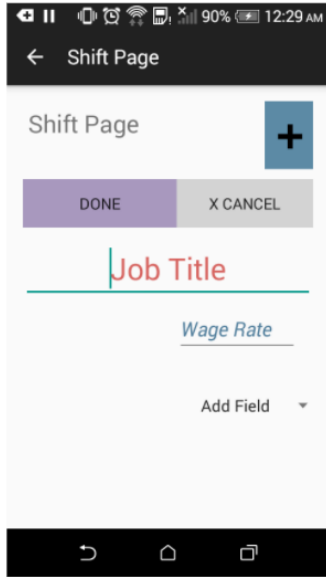 90% 12:29 AM
Shift Page
Shift Page
+
DONE X CANCEL
Job Title
Wage Rate
Add Field